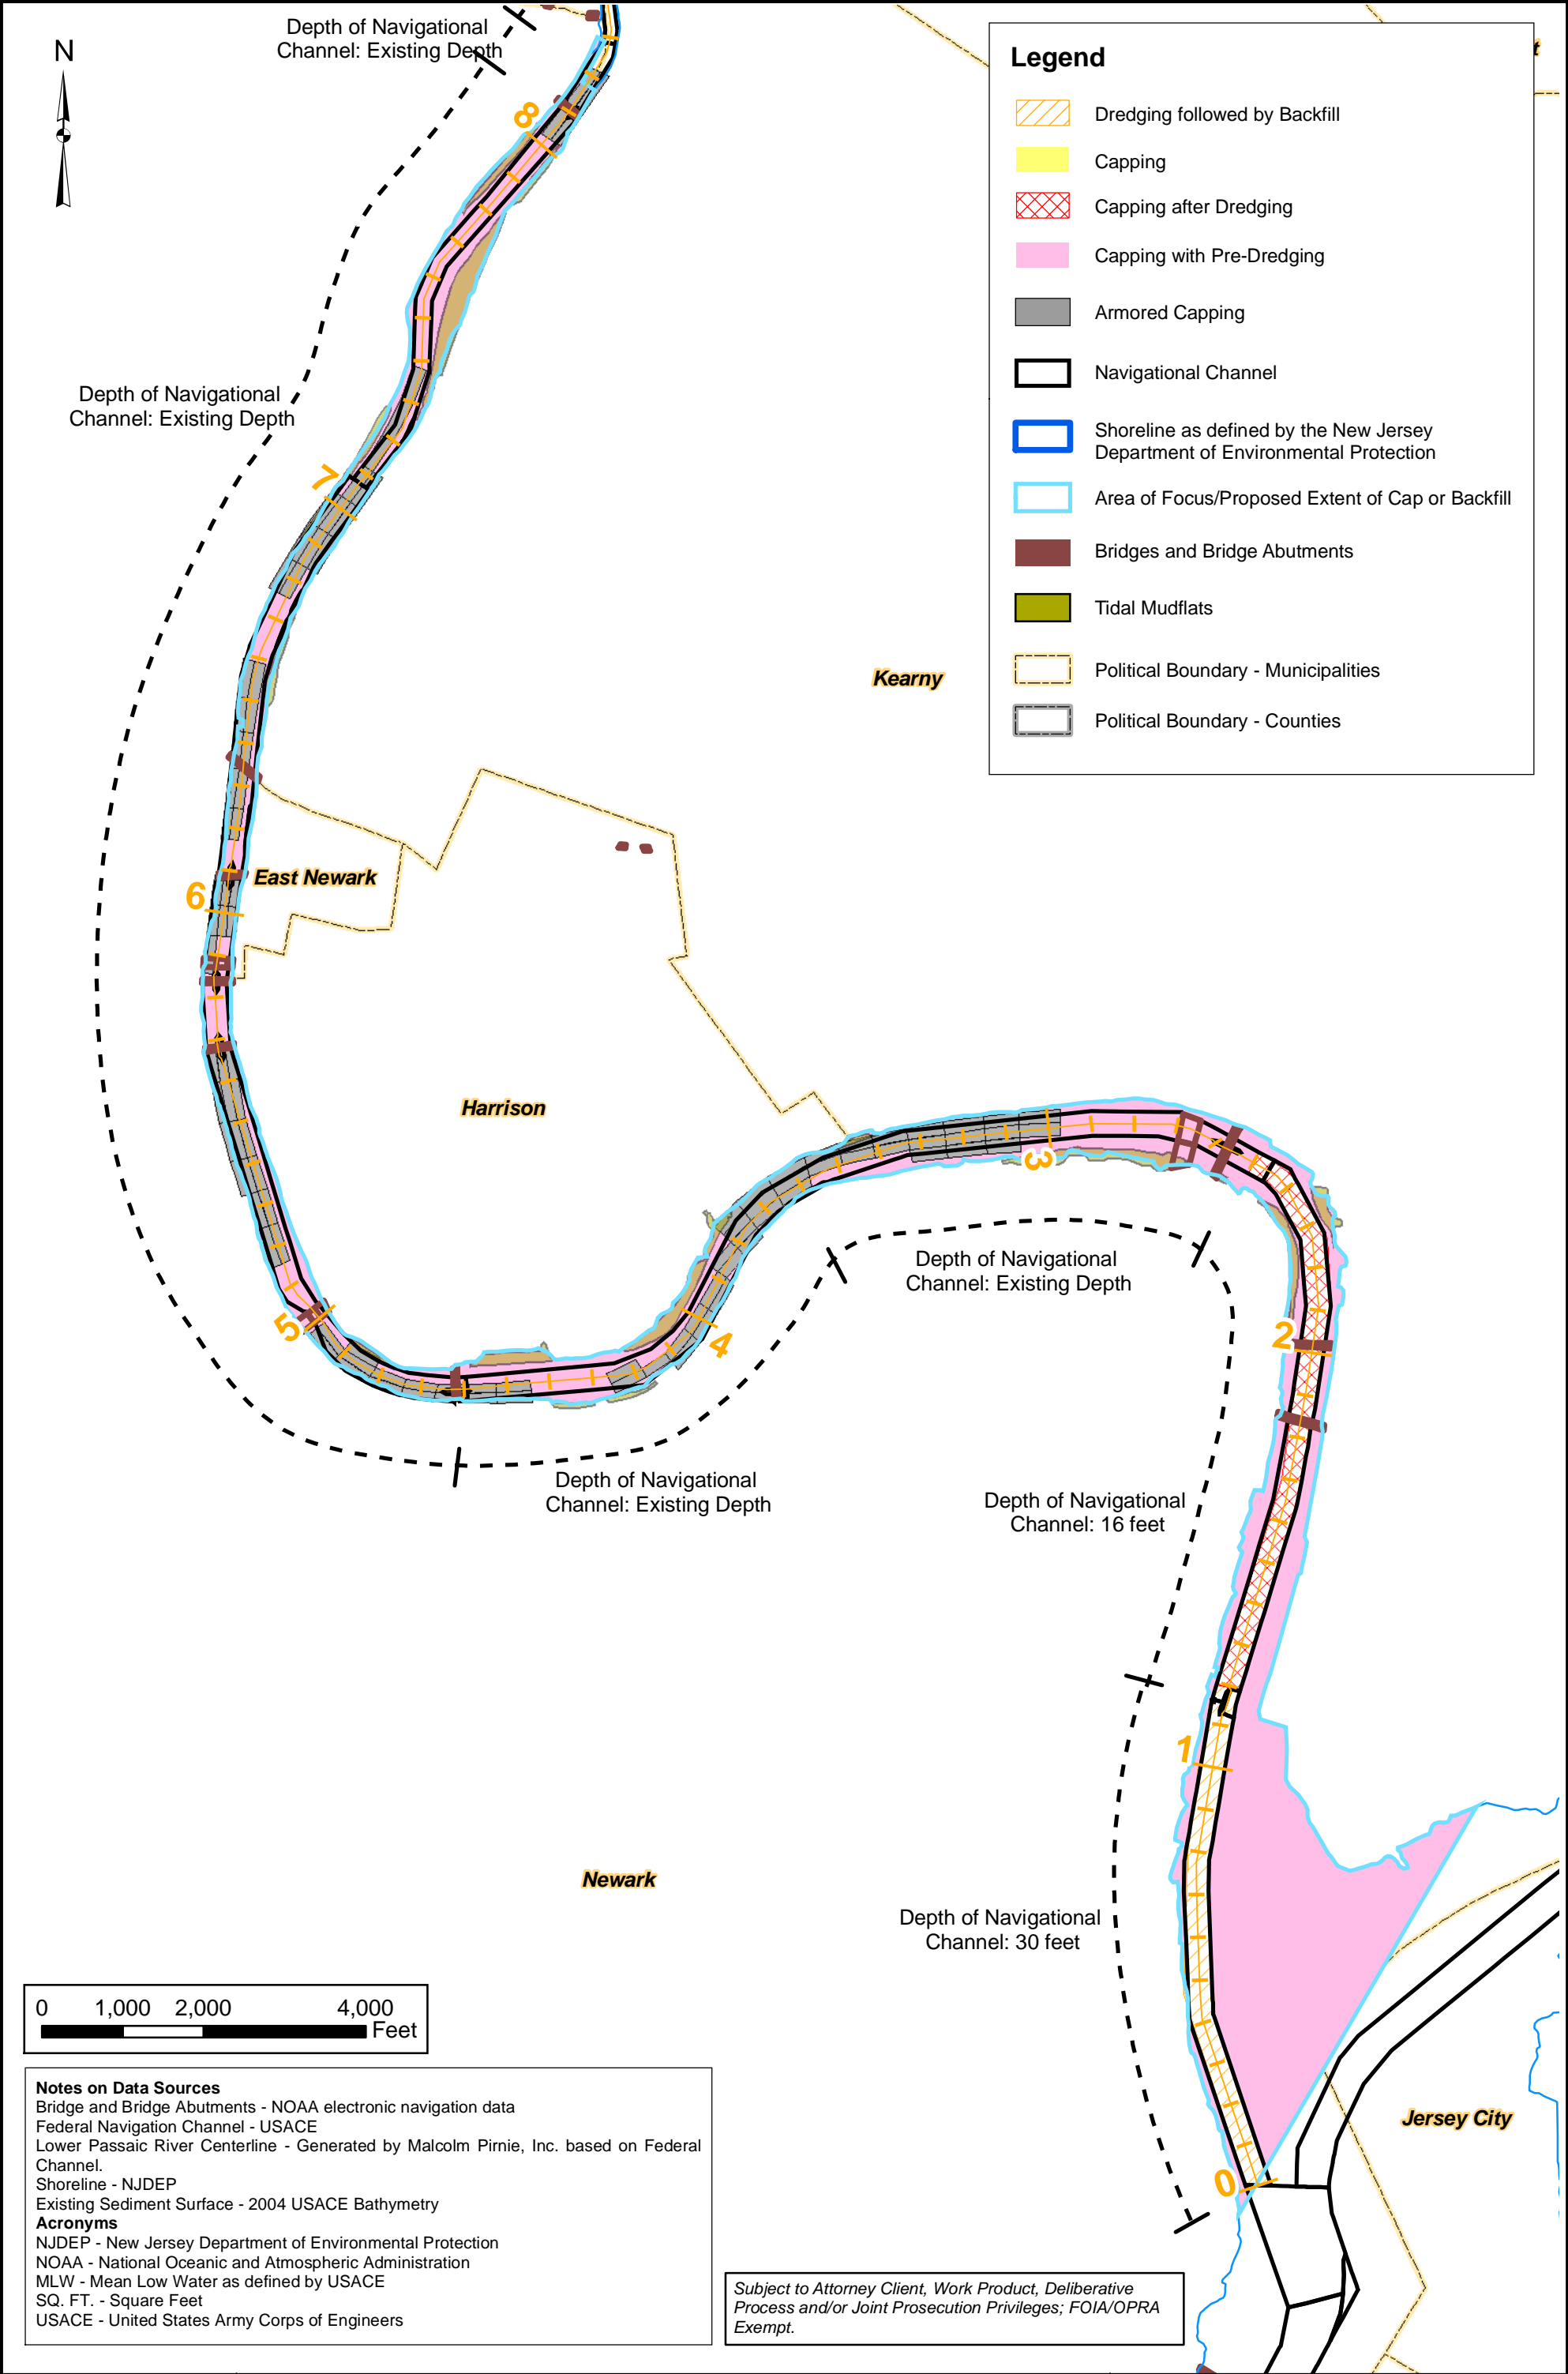 Depth of Navigational
Channel: Existing Depth
N
8
Legend
Dredging followed by Backfill
Capping
Capping after Dredging
Capping with Pre-Dredging
Armored Capping
Navigational Channel
Shoreline as defined by the New Jersey
Department of Environmental Protection
Area of Focus/Proposed Extent of Cap or Backfill
Bridges and Bridge Abutments
Tidal Mudflats
Political Boundary - Municipalities
Political Boundary - Counties
t
Depth of Navigational
Channel: Existing Depth
7
Kearny
East Newark
6
Harrison
3
Depth of Navigational
Channel: Existing Depth
5
4
2
Depth of Navigational
Channel: Existing Depth
Depth of Navigational
Channel: 16 feet
1
Newark
Depth of Navigational
Channel: 30 feet
0 1,000 2,000 4,000
Feet
Jersey City
0
Notes on Data Sources
Bridge and Bridge Abutments - NOAA electronic navigation data
Federal Navigation Channel - USACE
Lower Passaic River Centerline - Generated by Malcolm Pirnie, Inc. based on Federal
Channel.
Shoreline - NJDEP
Existing Sediment Surface - 2004 USACE Bathymetry
Acronyms
NJDEP - New Jersey Department of Environmental Protection
NOAA - National Oceanic and Atmospheric Administration
MLW - Mean Low Water as defined by USACE
SQ. FT. - Square Feet
USACE - United States Army Corps of Engineers
Subject to Attorney Client, Work Product, Deliberative
Process and/or Joint Prosecution Privileges; FOIA/OPRA
Exempt.